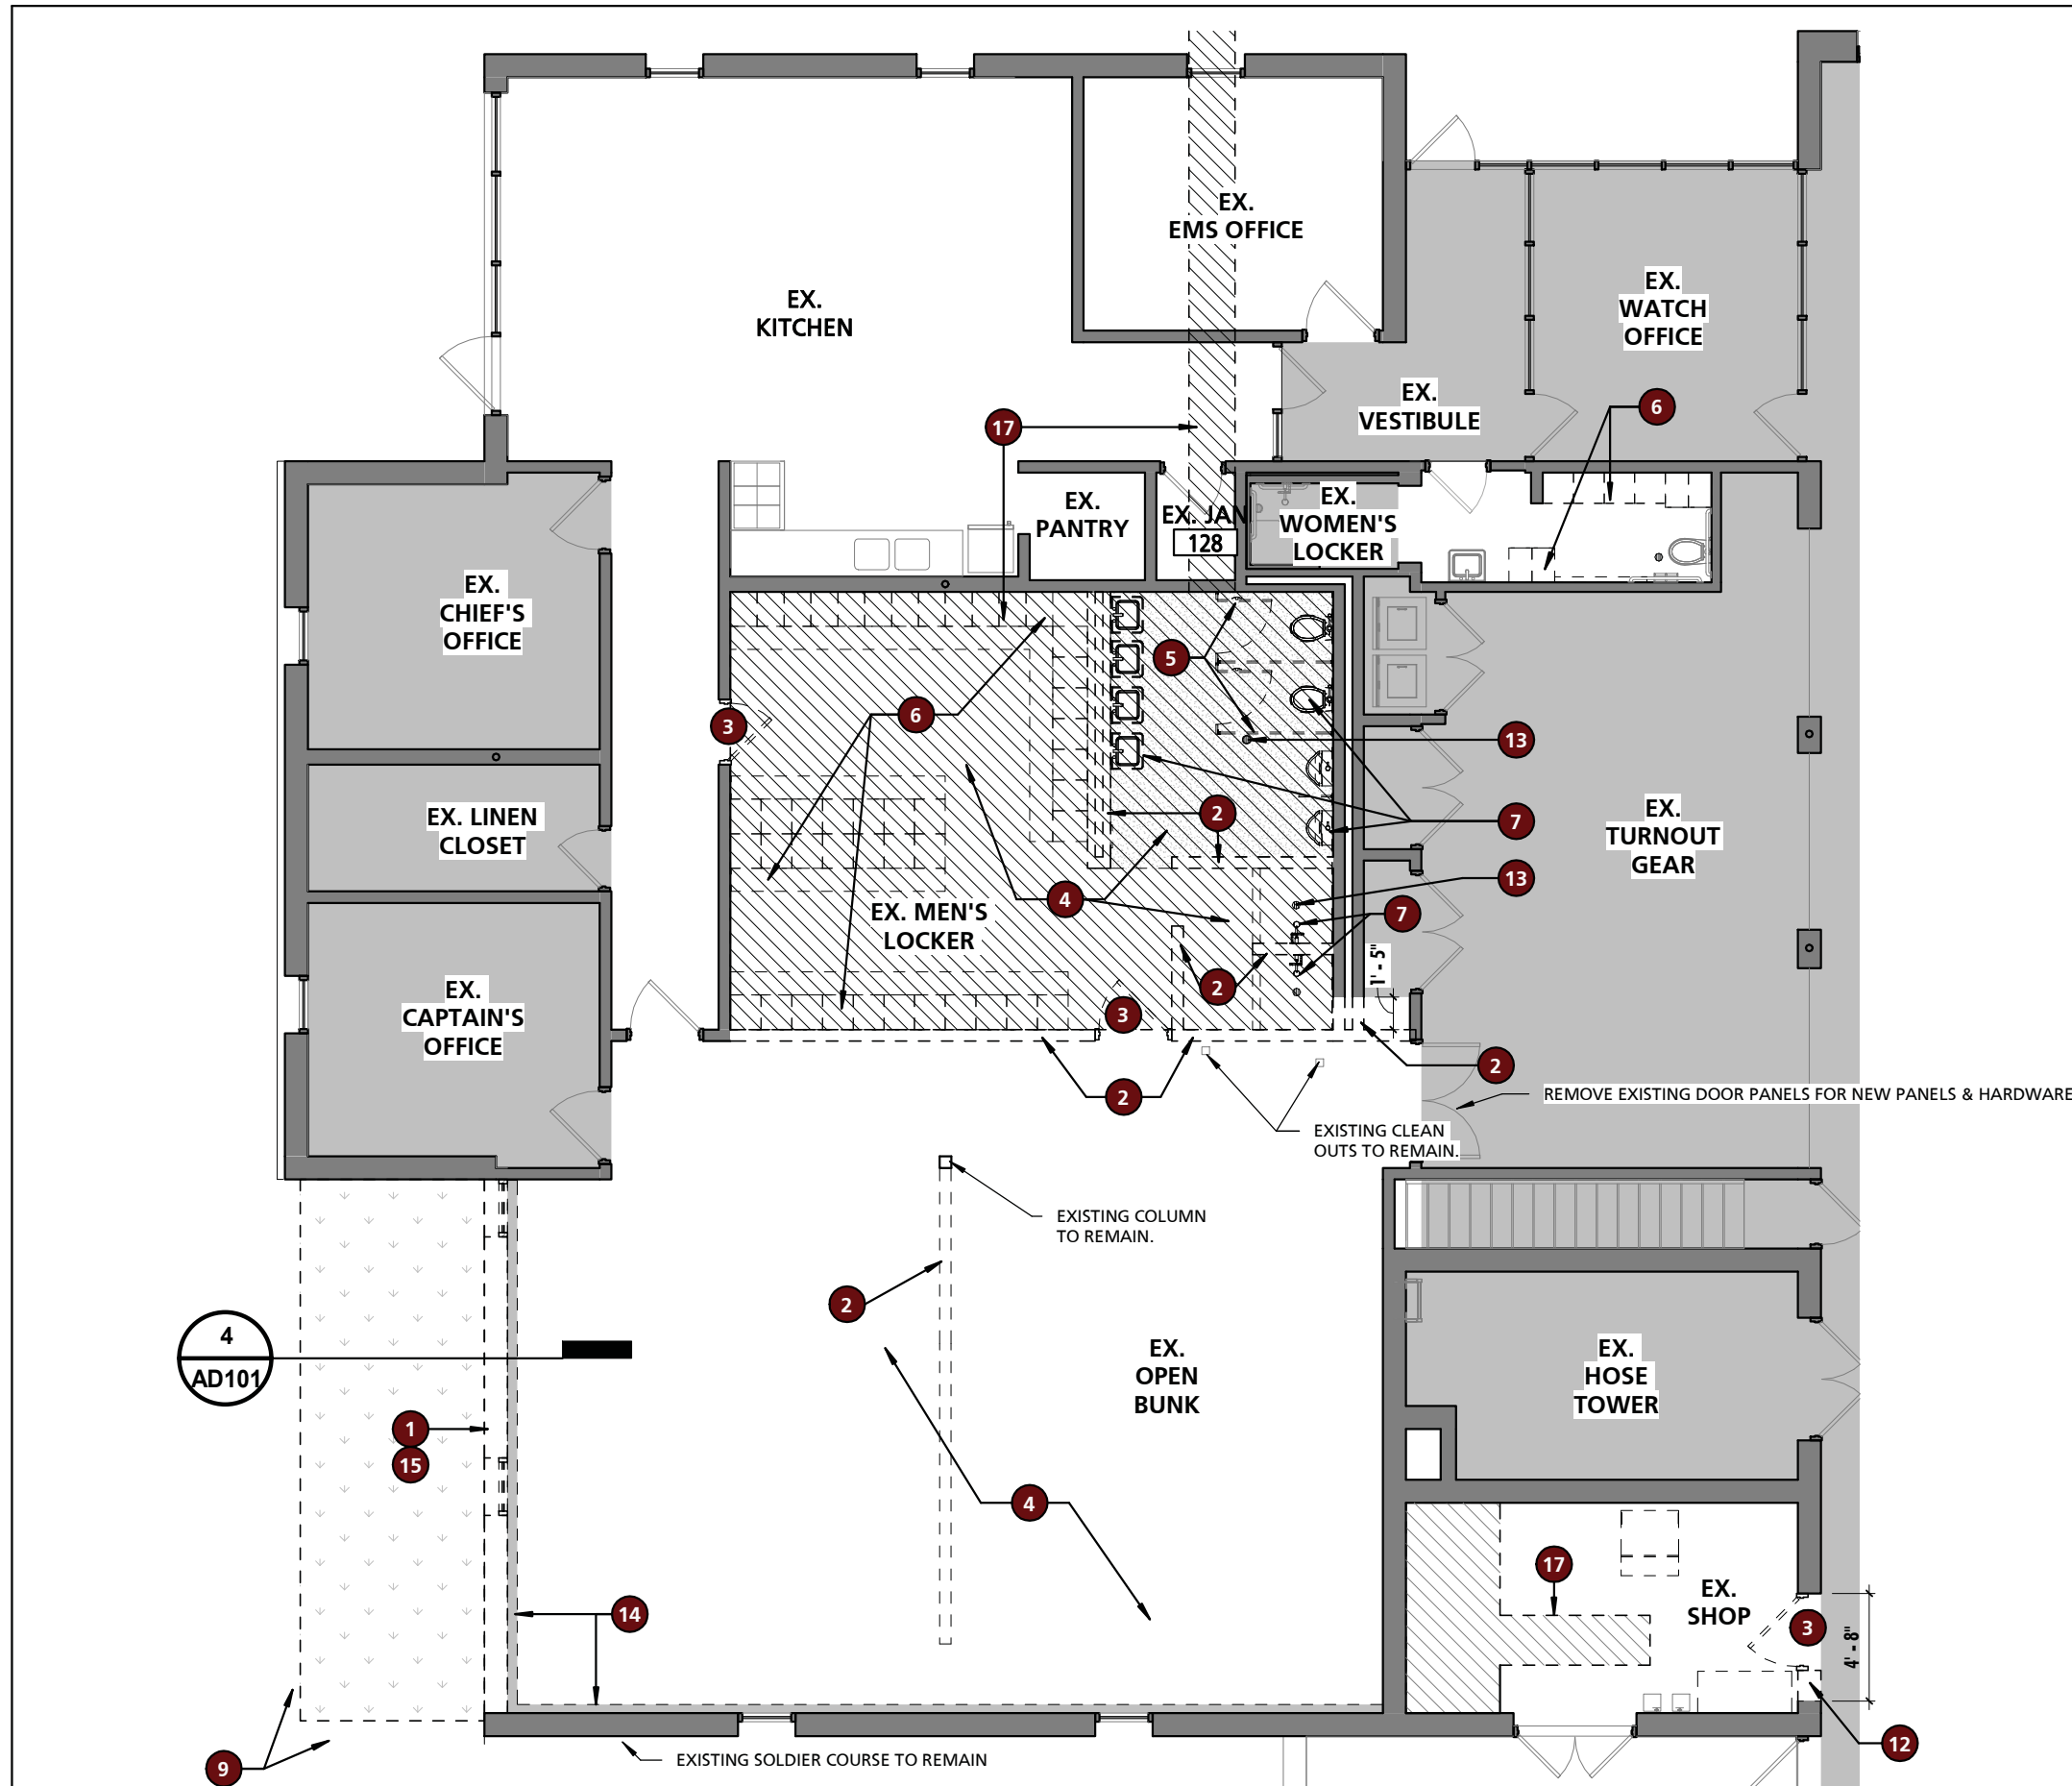 EX.
EMS OFFICE
EX.
KITCHEN
EX.
WATCH
OFFICE
EX.
VESTIBULE
6
17
EX.
PANTRY
EX. JAN
128
EX.
WOMEN'S
LOCKER
EX.
CHIEF'S
OFFICE
5
6
3
13
2
7
EX. LINEN
CLOSET
EX.
TURNOUT
GEAR
4
13
7
EX. MEN'S
LOCKER
1' - 5"
2
3
EX.
CAPTAIN'S
OFFICE
2
2
REMOVE EXISTING DOOR PANELS FOR NEW PANELS & HARDWARE
EXISTING CLEAN
OUTS TO REMAIN.
EXISTING COLUMN
TO REMAIN.
2
4
AD101
EX.
OPEN
BUNK
EX.
HOSE
TOWER
1
15
4
17
EX.
SHOP
14
3
4' - 8"
12
9
EXISTING SOLDIER COURSE TO REMAIN